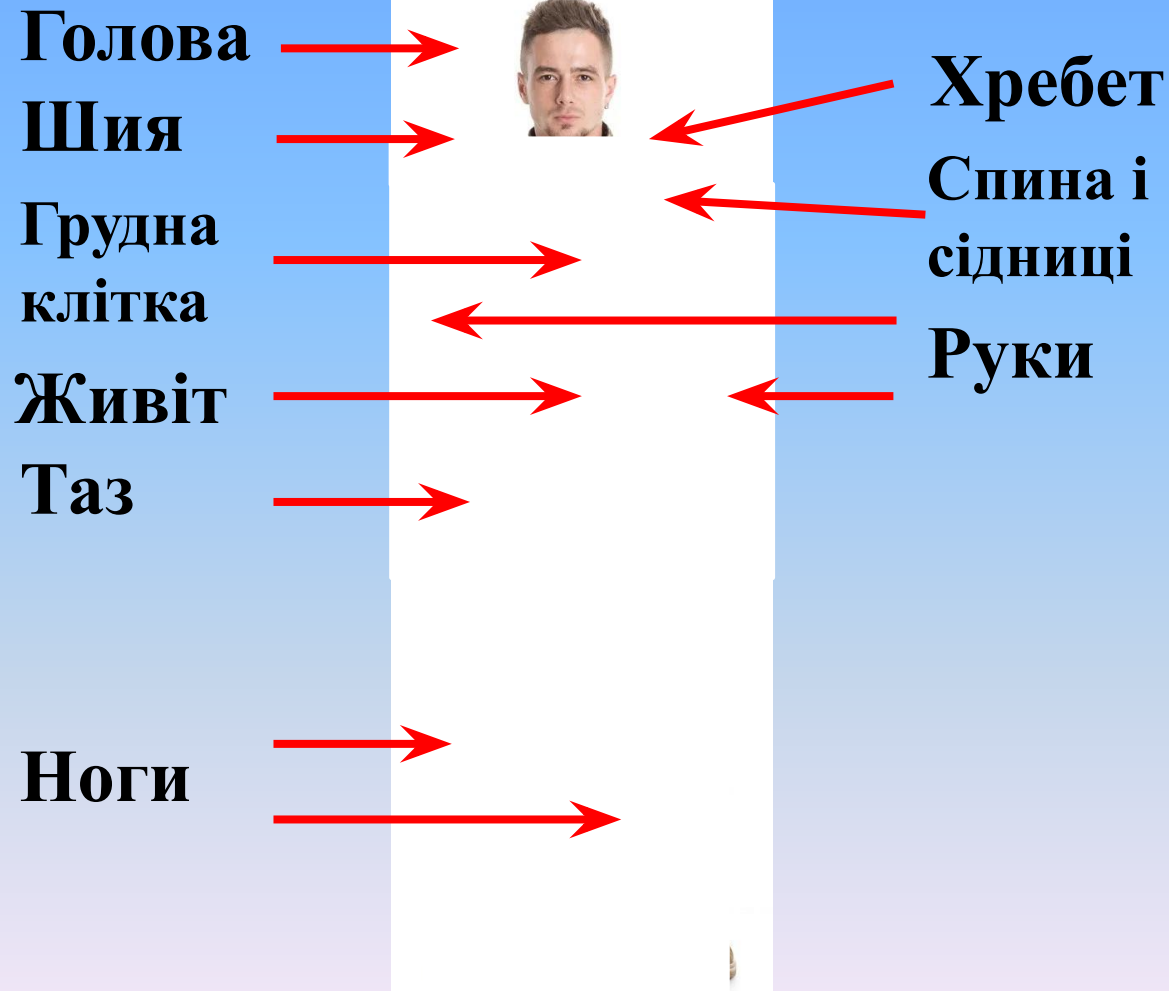 Голова
Шия
Грудна
клітка
Живіт
Таз
Ноги
Хребет
Спина і
сідниці
Руки